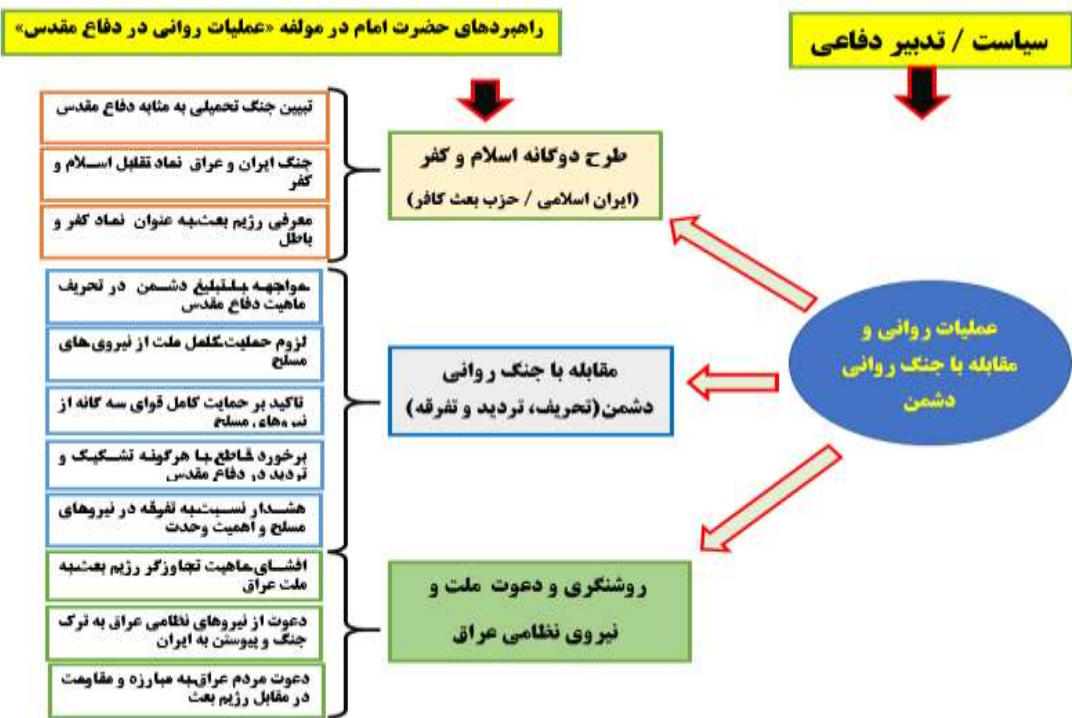 سیاست / تدبیر دفاعی
راهبردهای حضرت امام در مولفه «عملیات روانی در دفاع مقدس»
عملیات روانی و
مقابله با جنگ روانی
دشمن
طرح دوگانه اسلام و کفر
(ایران اسلامی / حزب بعث کافر)
تبیین جنگ تحمیلی به مثابه دفاع مقدس
جنگ ایران و عراق نماد تقابل اسلام و
کفر
معرفی رژیم بعث به عنوان نماد کفر و
باطل
مقابله با جنگ روانی
دشمن(تحریف، تردید و تفرقه)
مواجهه با تبلیغ دشمن در تحریف
ماهیت دفاع مقدس
لزوم حمایت کامل ملت از نیروی های
مسلح
تاکید بر حمایت کامل قوای سه گانه از
نیروهای مسلح
برخورد قاطع با هرگونه تشکیک و
تردید در دفاع مقدس
هشدار نسبت به تفرقه در نیروهای
مسلح و اهمیت وحدت
روشنگری و دعوت ملت و
نیروی نظامی عراق
افشای ماهیت تجاوزگر رژیم بعث به
ملت عراق
دعوت از نیروهای نظامی عراق به ترک
جنگ و پیوستن به ایران
دعوت مردم عراق به مبارزه و مقاومت
در مقابل رژیم بعث